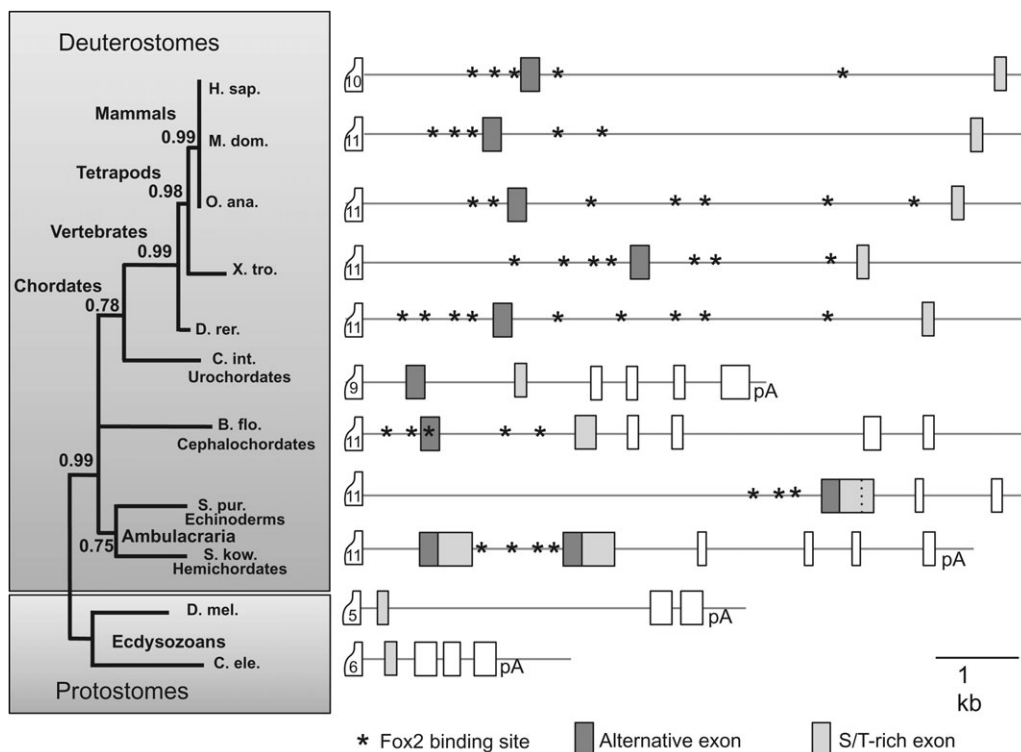 Deuterostomes
H. sap.
10
Mammals
0.99
M. dom.
11
Tetrapods
0.98
O. ana.
11
Vertebrates
0.99
X. tro.
11
Chordates
0.78
D. rer.
11
C. int.
Urochordates
9
pA
B. flo.
Cephalochordates
11
0.99
S. pur.
Echinoderms
11
Ambulacraria
0.75
S. kow.
Hemichordates
11
pA
D. mel.
5
pA
Ecdysozoans
C. ele.
6
pA
Protostomes
1
kb
* Fox2 binding site
Alternative exon
S/T-rich exon